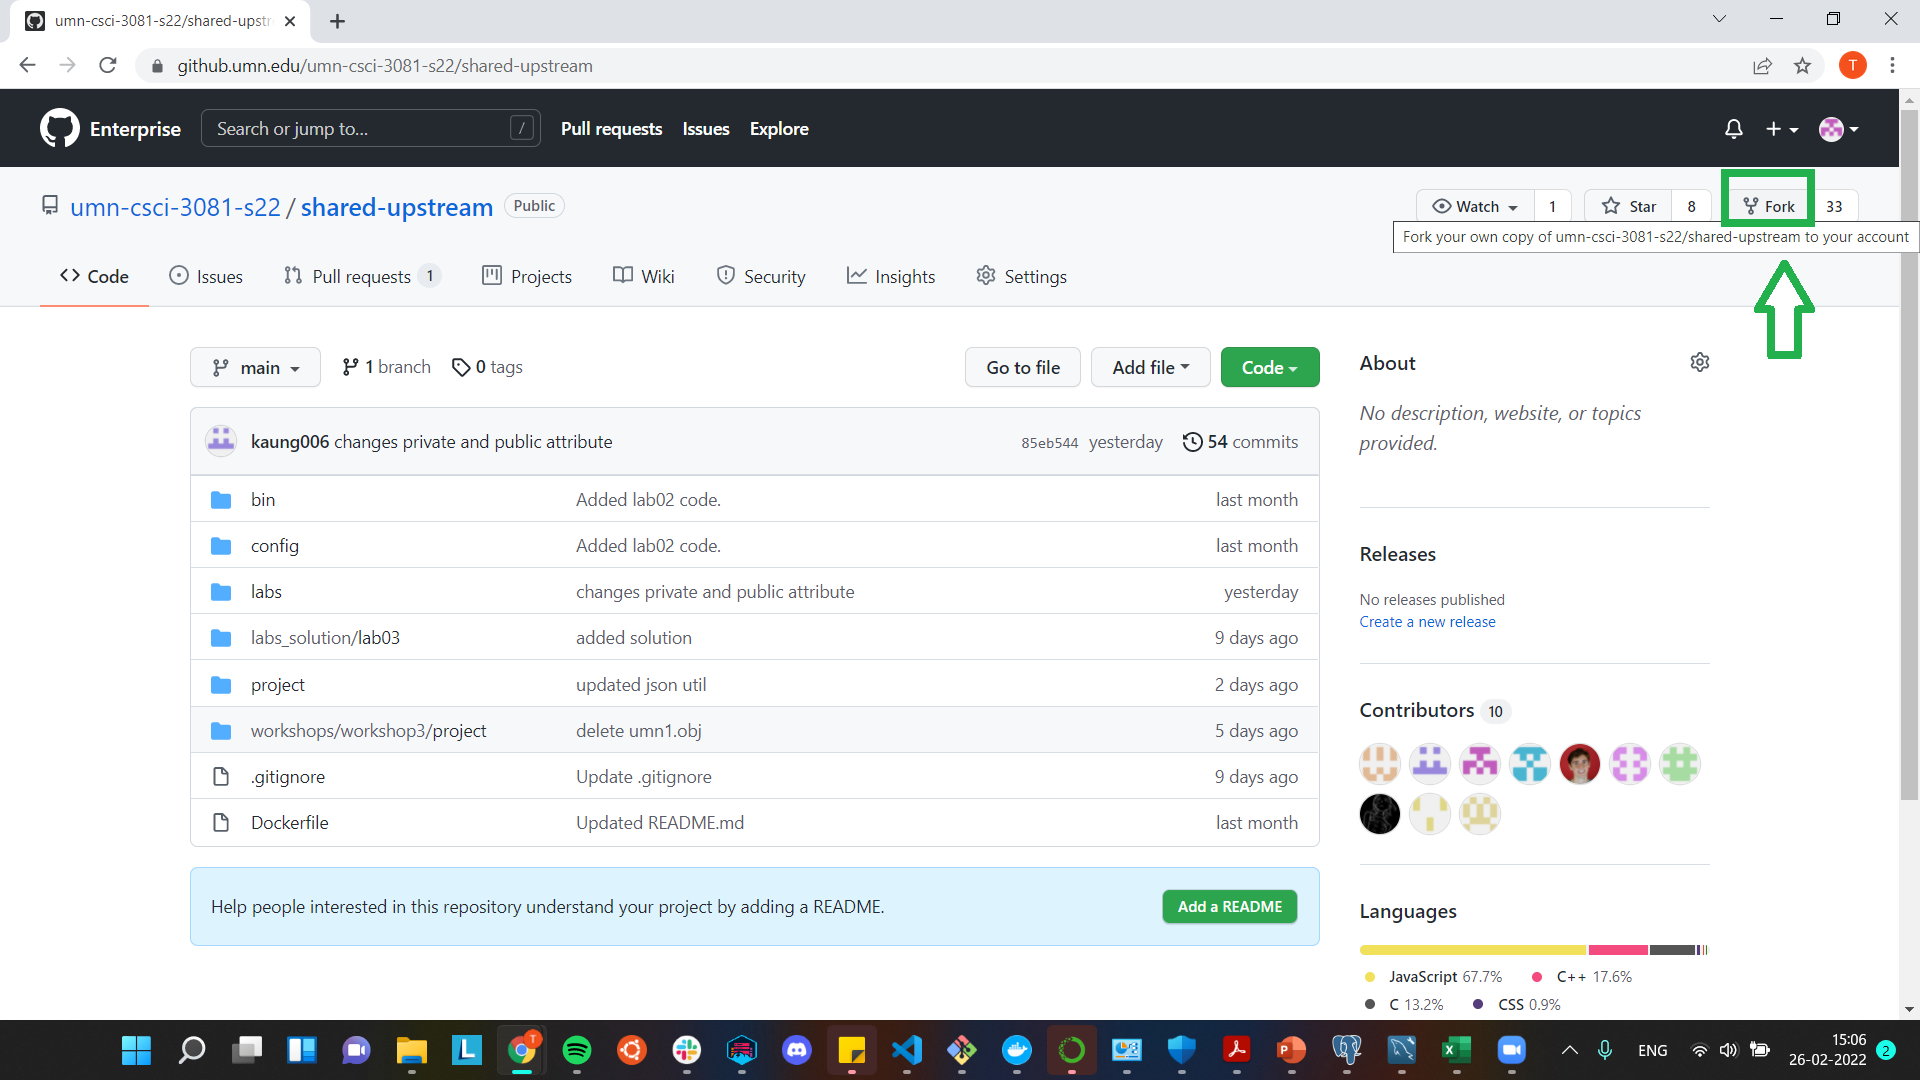 umn-csci-3081-s22/shared-upstr
github.umn.edu/umn-csci-3081-s22/shared-upstream
T
Enterprise
Search or jump to...
/
Pull requests
Issues
Explore
umn-csci-3081-s22 / shared-upstream
Public
Watch
1
Star
8
Fork
33
Fork your own copy of umn-csci-3081-s22/shared-upstream to your account
Code
Issues
Pull requests 1
Projects
Wiki
Security
Insights
Settings
main
1 branch
0 tags
Go to file
Add file
Code
kaung006 changes private and public attribute
85eb544 yesterday
54 commits
bin Added lab02 code. last month
config Added lab02 code. last month
labs changes private and public attribute yesterday
labs_solution/lab03 added solution 9 days ago
project updated json util 2 days ago
workshops/workshop3/project delete umn1.obj 5 days ago
.gitignore Update .gitignore 9 days ago
Dockerfile Updated README.md last month
Help people interested in this repository understand your project by adding a README.
Add a README
About
No description, website, or topics
provided.
Releases
No releases published
Create a new release
Contributors 10
Languages
JavaScript 67.7%
C++ 17.6%
C 13.2%
CSS 0.9%
T
L
P
X
ENG
15:06
26-02-2022
2